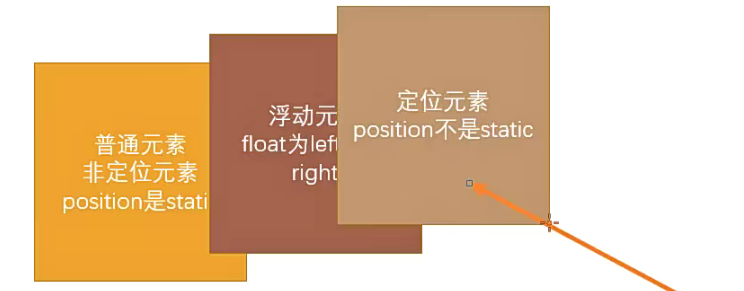 普通元素
非定位元素
position是stati
浮动元
float为left
right
定位元素
position不是static